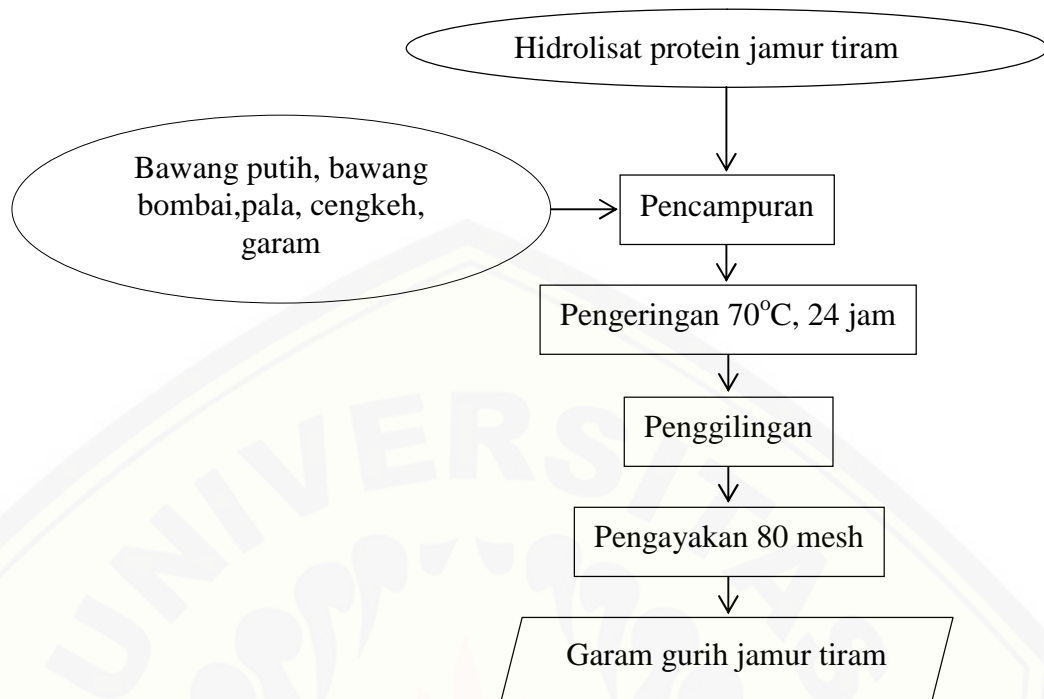 Hidrolisat protein jamur tiram
Bawang putih, bawang
bombai,pala, cengkeh,
garam
Pencampuran
Pengeringan 70°C, 24 jam
Penggilingan
Pengayakan 80 mesh
Garam gurih jamur tiram
UNIVERSITAS